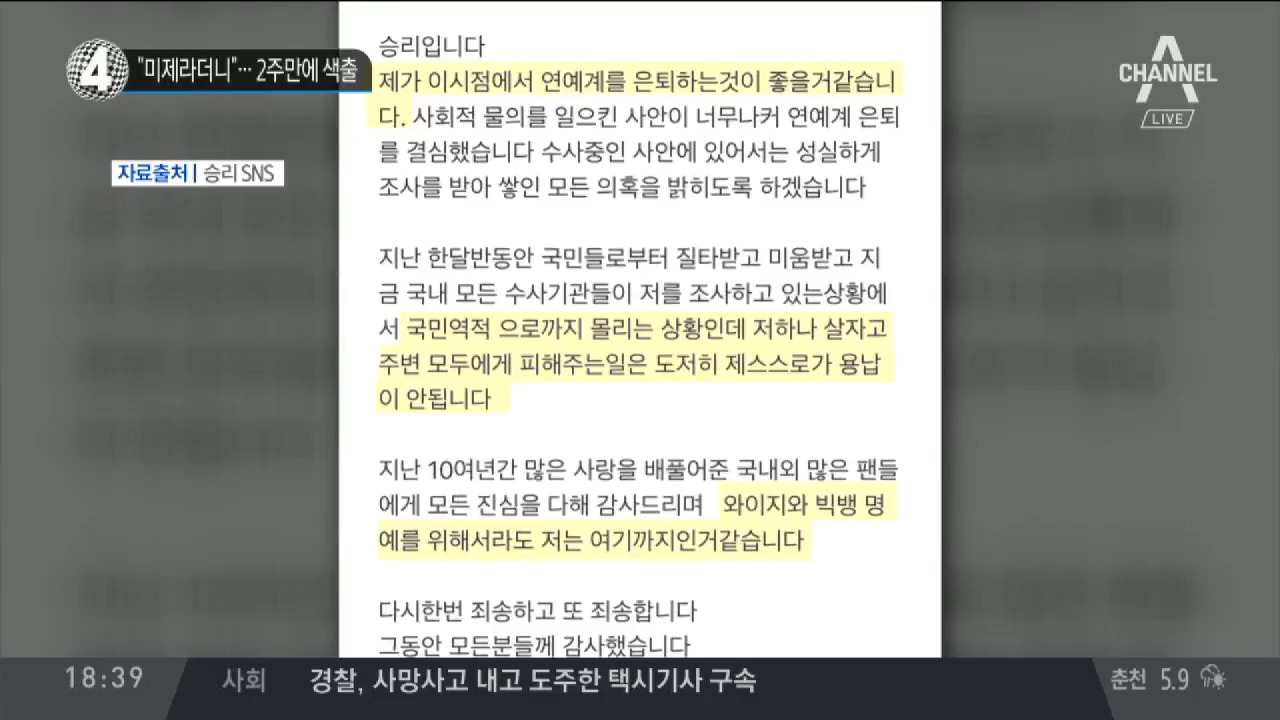 4 "미제라더니"… 2주만에 색출
CHANNEL A
LIVE
자료출처 | 승리 SNS
승리입니다
제가 이시점에서 연예계를 은퇴하는것이 좋을거같습니
다. 사회적 물의를 일으킨 사안이 너무나커 연예계 은퇴
를 결심했습니다 수사중인 사안에 있어서는 성실하게
조사를 받아 쌓인 모든 의혹을 밝히도록 하겠습니다
지난 한달반동안 국민들로부터 질타받고 미움받고 지
금 국내 모든 수사기관들이 저를 조사하고 있는상황에
서 국민역적 으로까지 몰리는 상황인데 저하나 살자고
주변 모두에게 피해주는일은 도저히 제스스로가 용납
이 안됩니다
지난 10여년간 많은 사랑을 배풀어준 국내외 많은 팬들
에게 모든 진심을 다해 감사드리며 와이지와 빅뱅 명
예를 위해서라도 저는 여기까지인거같습니다
다시한번 죄송하고 또 죄송합니다
그동안 모든분들께 감사했습니다
18:39 사회 경찰, 사망사고 내고 도주한 택시기사 구속 춘천 5.9